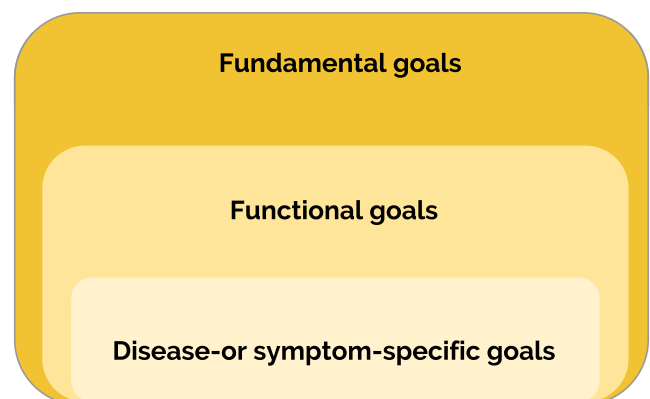 Fundamental goals
Functional goals
Disease-or symptom-specific goals